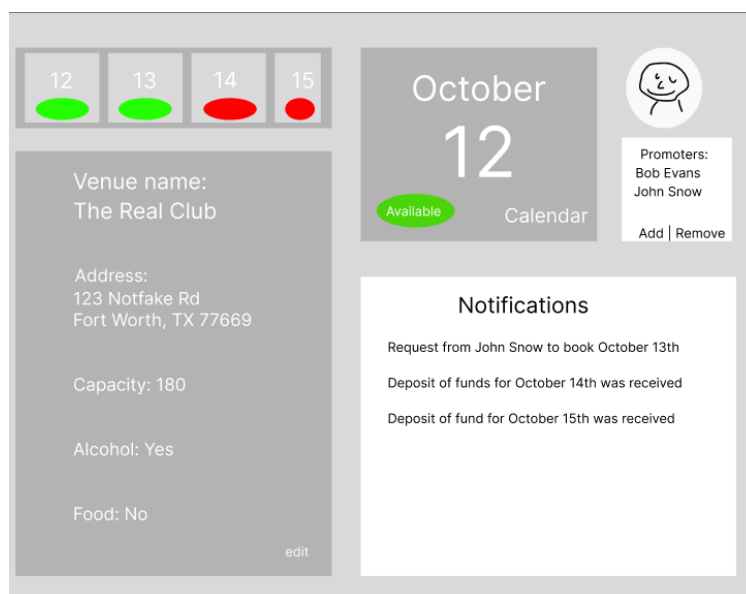 12 13 14 15
Venue name:
The Real Club
Address:
123 Notfake Rd
Fort Worth, TX 77669
Capacity: 180
Alcohol: Yes
Food: No
edit
October
12
Available
Calendar
Promoters:
Bob Evans
John Snow
Add | Remove
Notifications
Request from John Snow to book October 13th
Deposit of funds for October 14th was received
Deposit of fund for October 15th was received